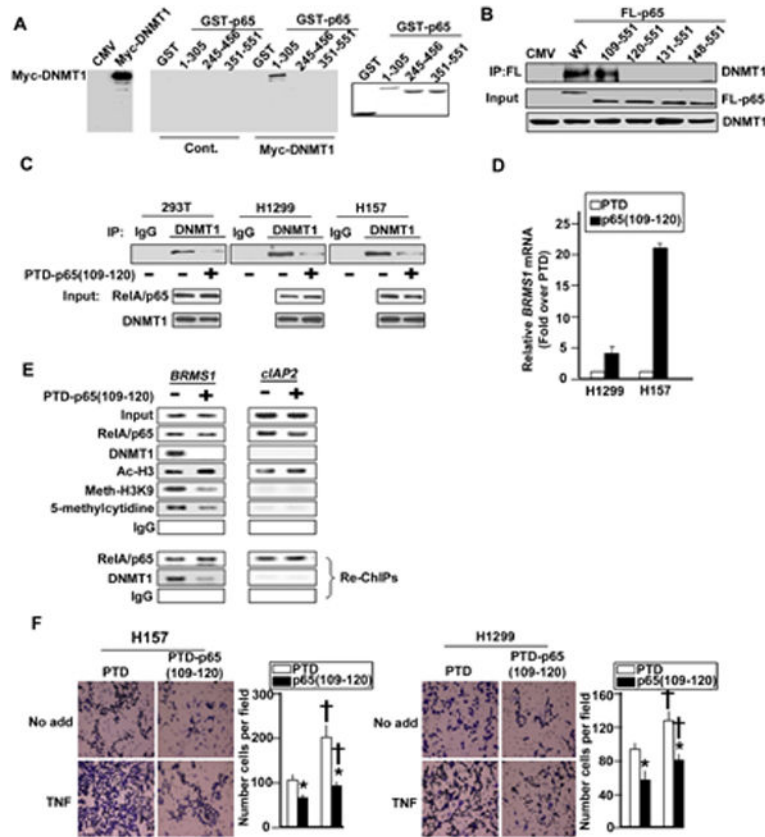 A
CMV
Myc-DNMT1
GST-p65
GST
1-305
245-456
351-551
GST-p65
GST
1-305
245-456
351-551
GST-p65
GST
1-305
245-456
351-551
Myc-DNMT1
Cont.
Myc-DNMT1
B
FL-p65
CMV
WT
109-551
120-551
131-551
148-551
IP:FL
DNMT1
Input
FL-p65
DNMT1
C
293T
H1299
H157
IP:
IgG
DNMT1
IgG
DNMT1
IgG
DNMT1
PTD-p65(109-120)
- - +
- - +
- - +
Input:
RelA/p65
DNMT1
D
PTD
p65(109-120)
Relative BRMS1 mRNA
(Fold over PTD)
25
20
15
10
5
0
H1299
H157
E
BRMS1
cIAP2
PTD-p65(109-120)
- +
- +
Input
RelA/p65
DNMT1
Ac-H3
Meth-H3K9
5-methylcytidine
IgG
RelA/p65
DNMT1
IgG
Re-ChIPs
F
H157
PTD
PTD-p65
(109-120)
No add
TNF
PTD
p65(109-120)
Number cells per field
300
200
100
0
†
*
†
*
H1299
PTD
PTD-p65
(109-120)
No add
TNF
PTD
p65(109-120)
Number cells per field
160
120
80
40
0
*
†
†
*